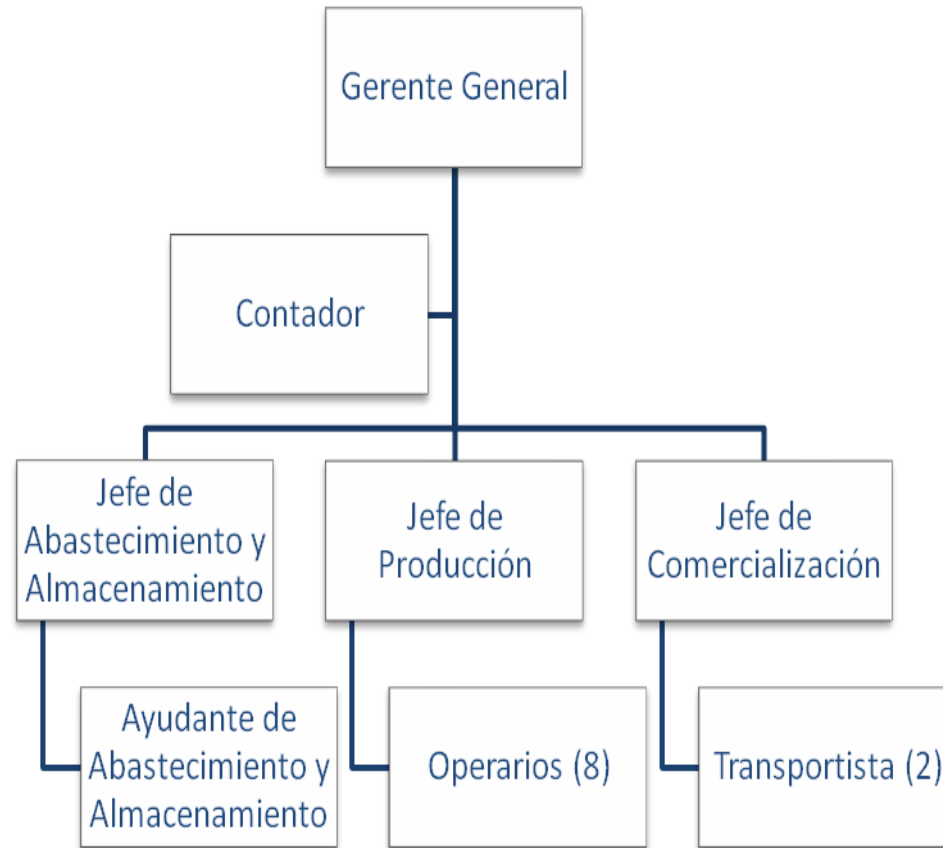 Gerente General
Contador
Jefe de
Abastecimiento y
Almacenamiento
Jefe de
Producción
Jefe de
Comercialización
Ayudante de
Abastecimiento y
Almacenamiento
Operarios (8)
Transportista (2)